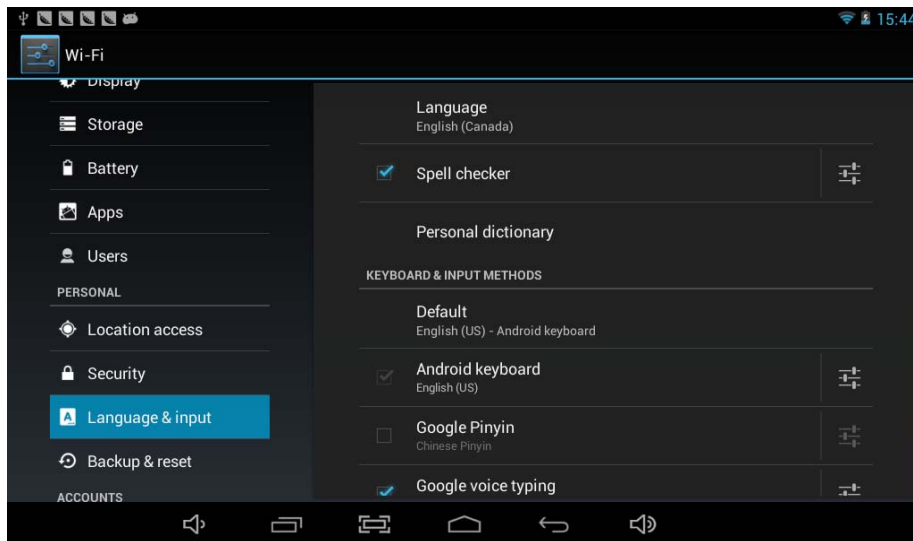 15:44
Wi-Fi
Display
Storage
Battery
Apps
Users
PERSONAL
Location access
Security
Language & input
Backup & reset
ACCOUNTS
Language
English (Canada)
Spell checker
Personal dictionary
KEYBOARD & INPUT METHODS
Default
English (US) - Android keyboard
Android keyboard
English (US)
Google Pinyin
Chinese Pinyin
Google voice typing